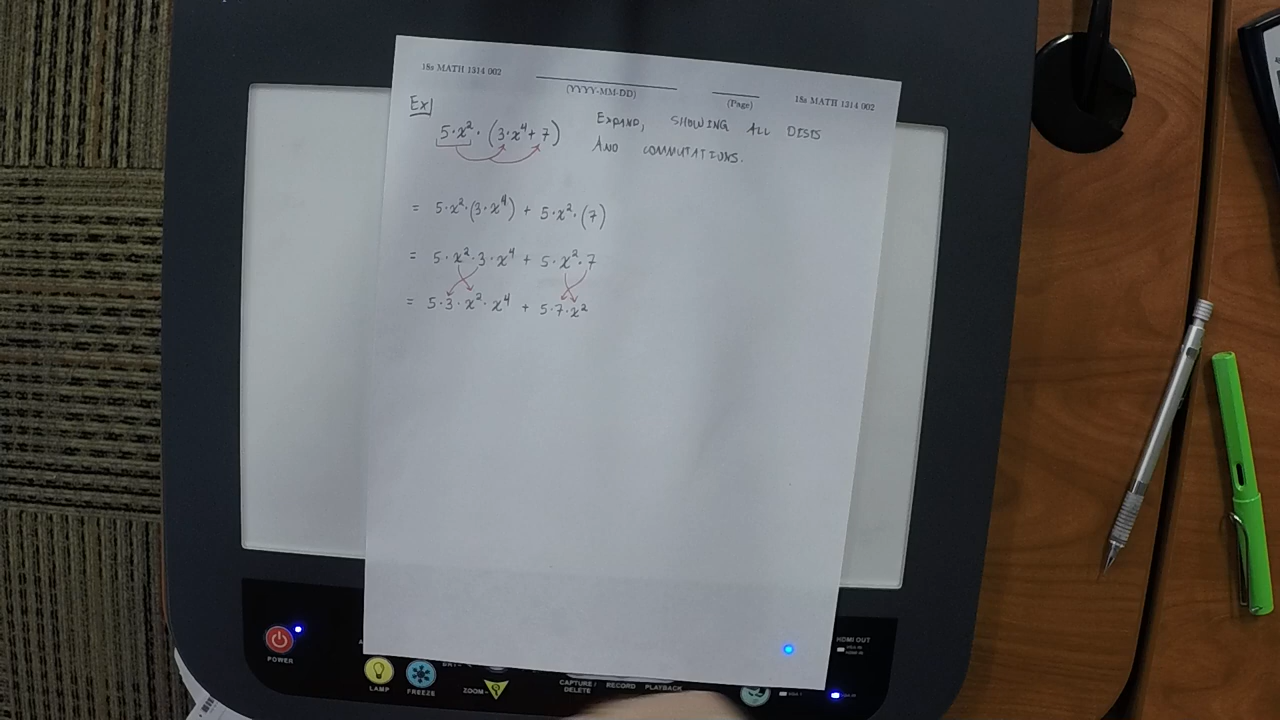 18s MATH 1314 002
(YYYY-MM-DD)
(Page)
18s MATH 1314 002
Ex|
5·x²·(3·x⁴+7)
EXPAND, SHOWING ALL DISTS
AND COMMUTATIONS.
= 5·x²·(3·x⁴) + 5·x²·(7)
= 5·x²·3·x⁴ + 5·x²·7
= 5·3·x²·x⁴ + 5·7·x²
POWER
LAMP
FREEZE
ZOOM
CAPTURE /
DELETE
RECORD
PLAYBACK
HDMI OUT